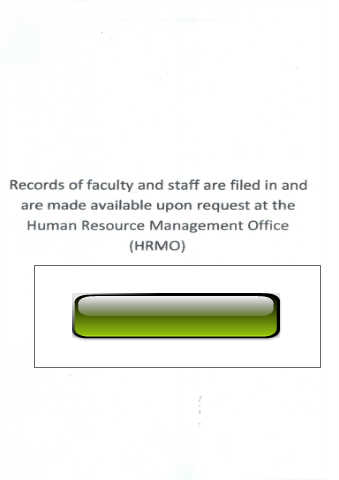 Records of faculty and staff are filed in and
are made available upon request at the
Human Resource Management Office
(HRMO)